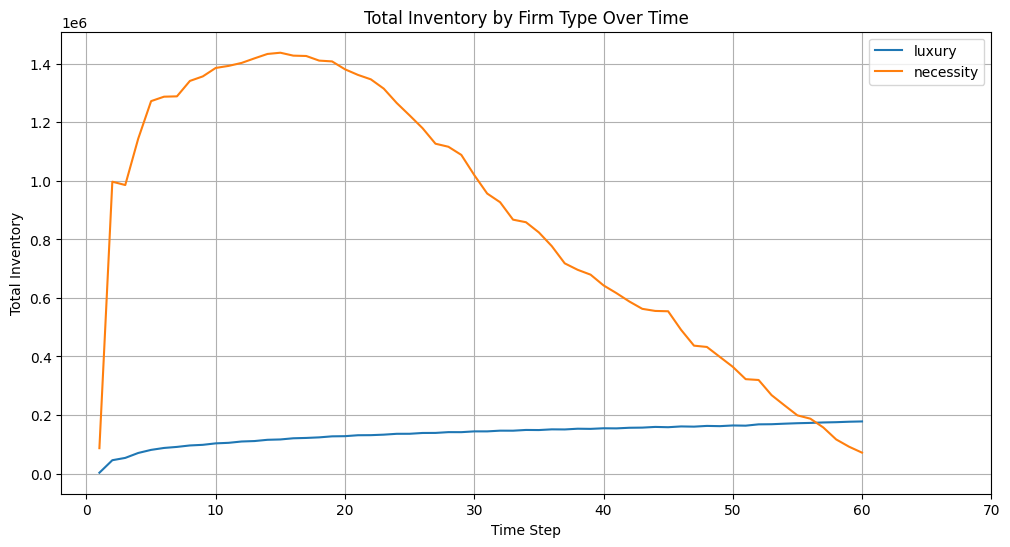 Total Inventory by Firm Type Over Time
1e6
luxury
necessity
1.4
1.2
1.0
0.8
0.6
0.4
0.2
0.0
Total Inventory
0 10 20 30 40 50 60 70
Time Step